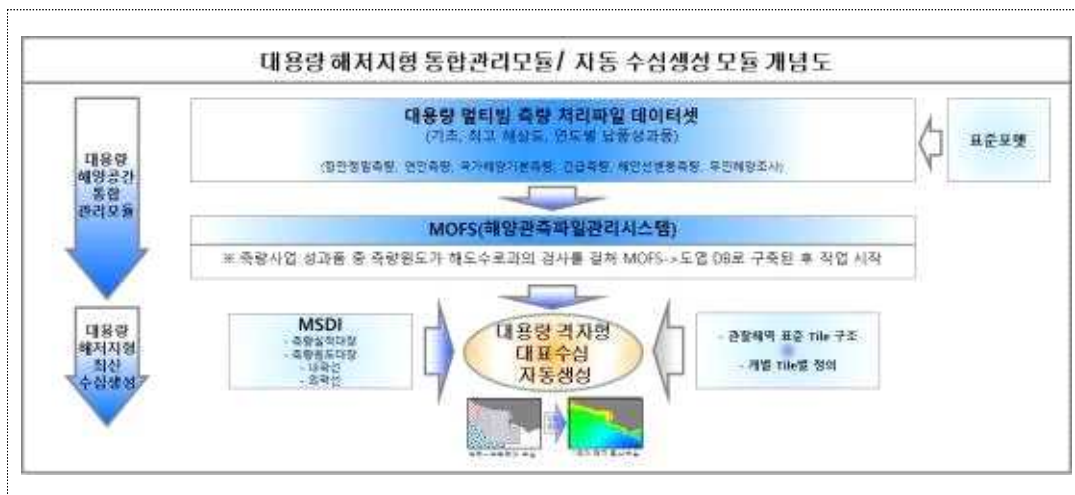 대용량 해저지형 통합관리모듈/ 자동 수심생성 모듈 개념도
대용량
해양공간
통합
관리모듈
대용량 멀티빔 측량 처리파일 데이터셋
(기초, 최고 해상도, 연도별 납품성과품)
(항만정밀측량, 연안측량, 국가해양기본측량, 긴급측량, 해안선변동측량, 무인해양조사)
표준포맷
MOFS(해양관측파일관리시스템)
※ 측량사업 성과품 중 측량원도가 해도수로과의 검사를 걸쳐 MOFS->도엽 DB로 구축된 후 작업 시작
대용량
해저지형
최신
수심생성
MSDI
- 측량실적대장
- 측량원도대장
- 내곽선
- 외곽선
대용량 격자형
대표수심
자동생성
- 관할해역 표준 Tile 구조
- 개별 Tile별 정의